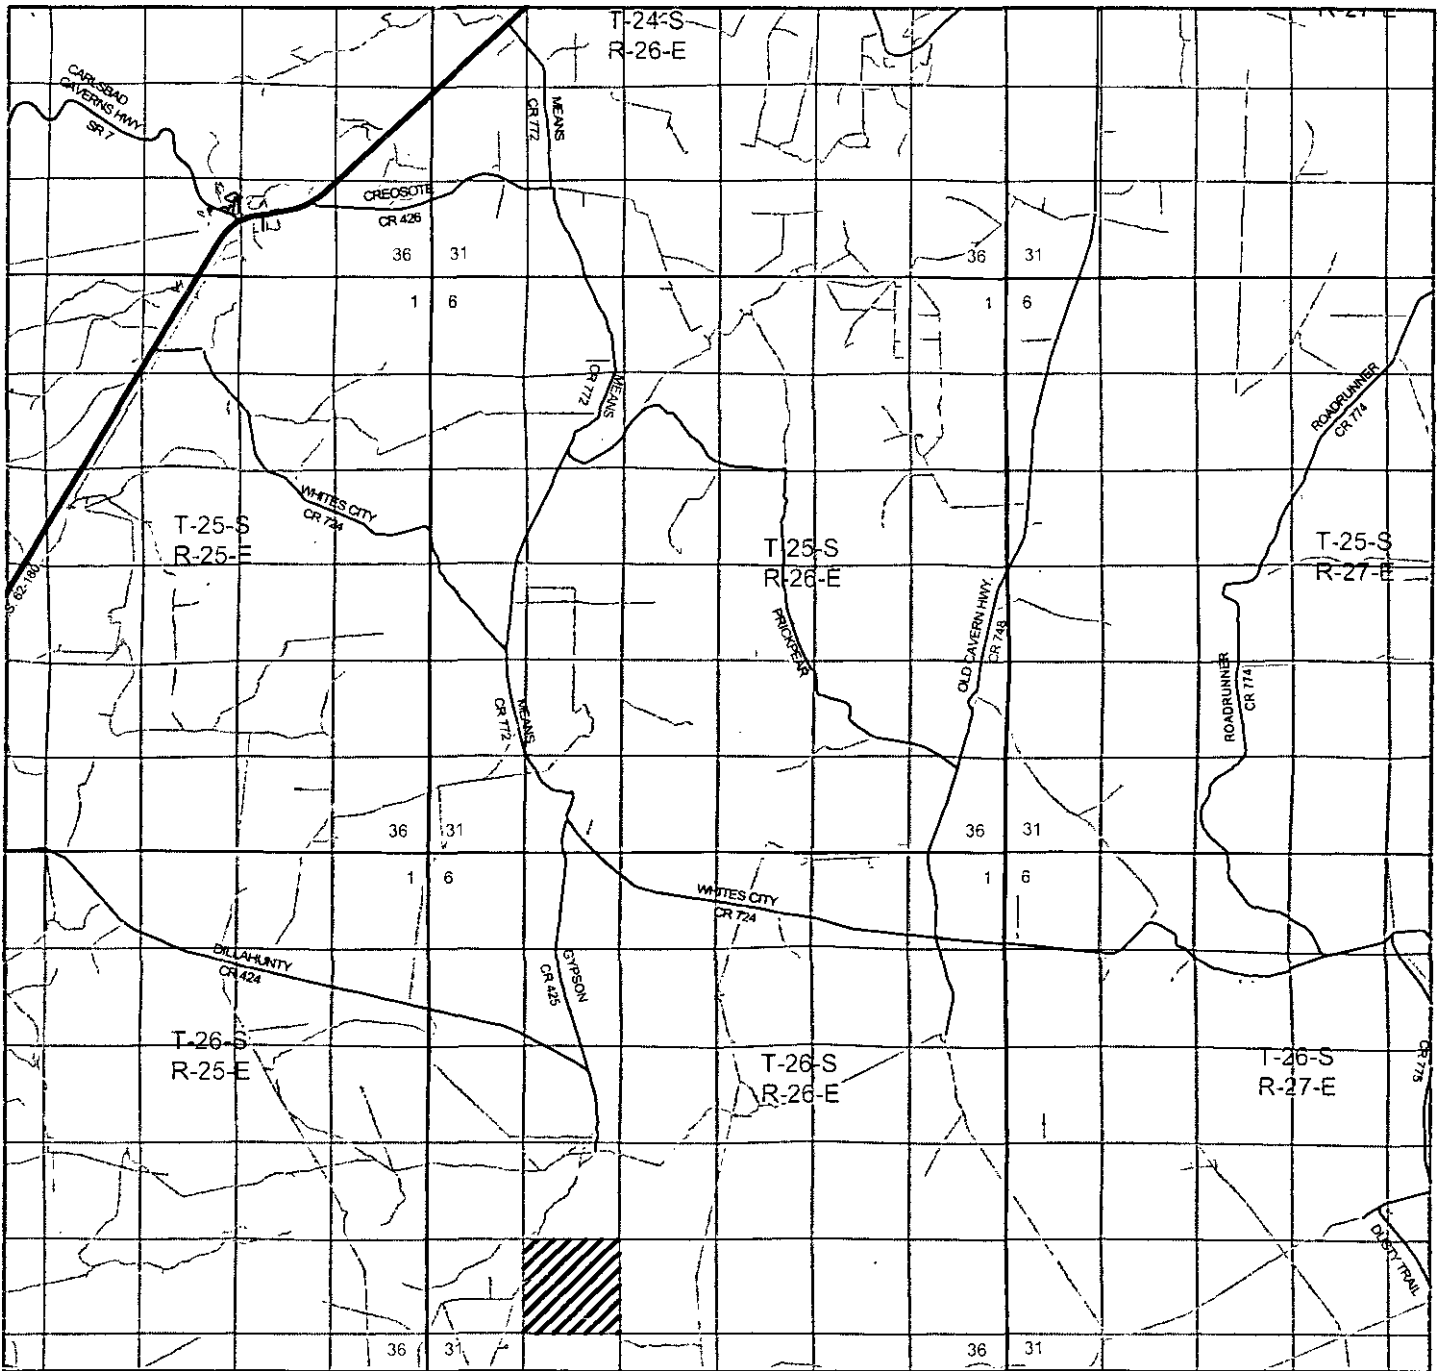 T-24-S
R-26-E
R-27-E
CARLSBAD
CAVERNS HWY
SR 7
MEANS
CR 772
CREOSOTE
CR 426
36 31
1 6
36 31
1 6
MEANS
CR 772
ROADRUNNER
CR 774
WHITES CITY
CR 724
T-25-S
R-25-E
T-25-S
R-26-E
T-25-S
R-27-E
S. 62-180
PRICKPEAR
OLD CAVERN HWY.
CR 748
ROADRUNNER
CR 774
MEANS
CR 772
36 31
1 6
36 31
1 6
WHITES CITY
CR 724
DILLAHUNTY
CR 424
GYPSON
CR 425
T-26-S
R-25-E
T-26-S
R-26-E
T-26-S
R-27-E
CR 775
DUSTY TRAIL
36 31
36 31